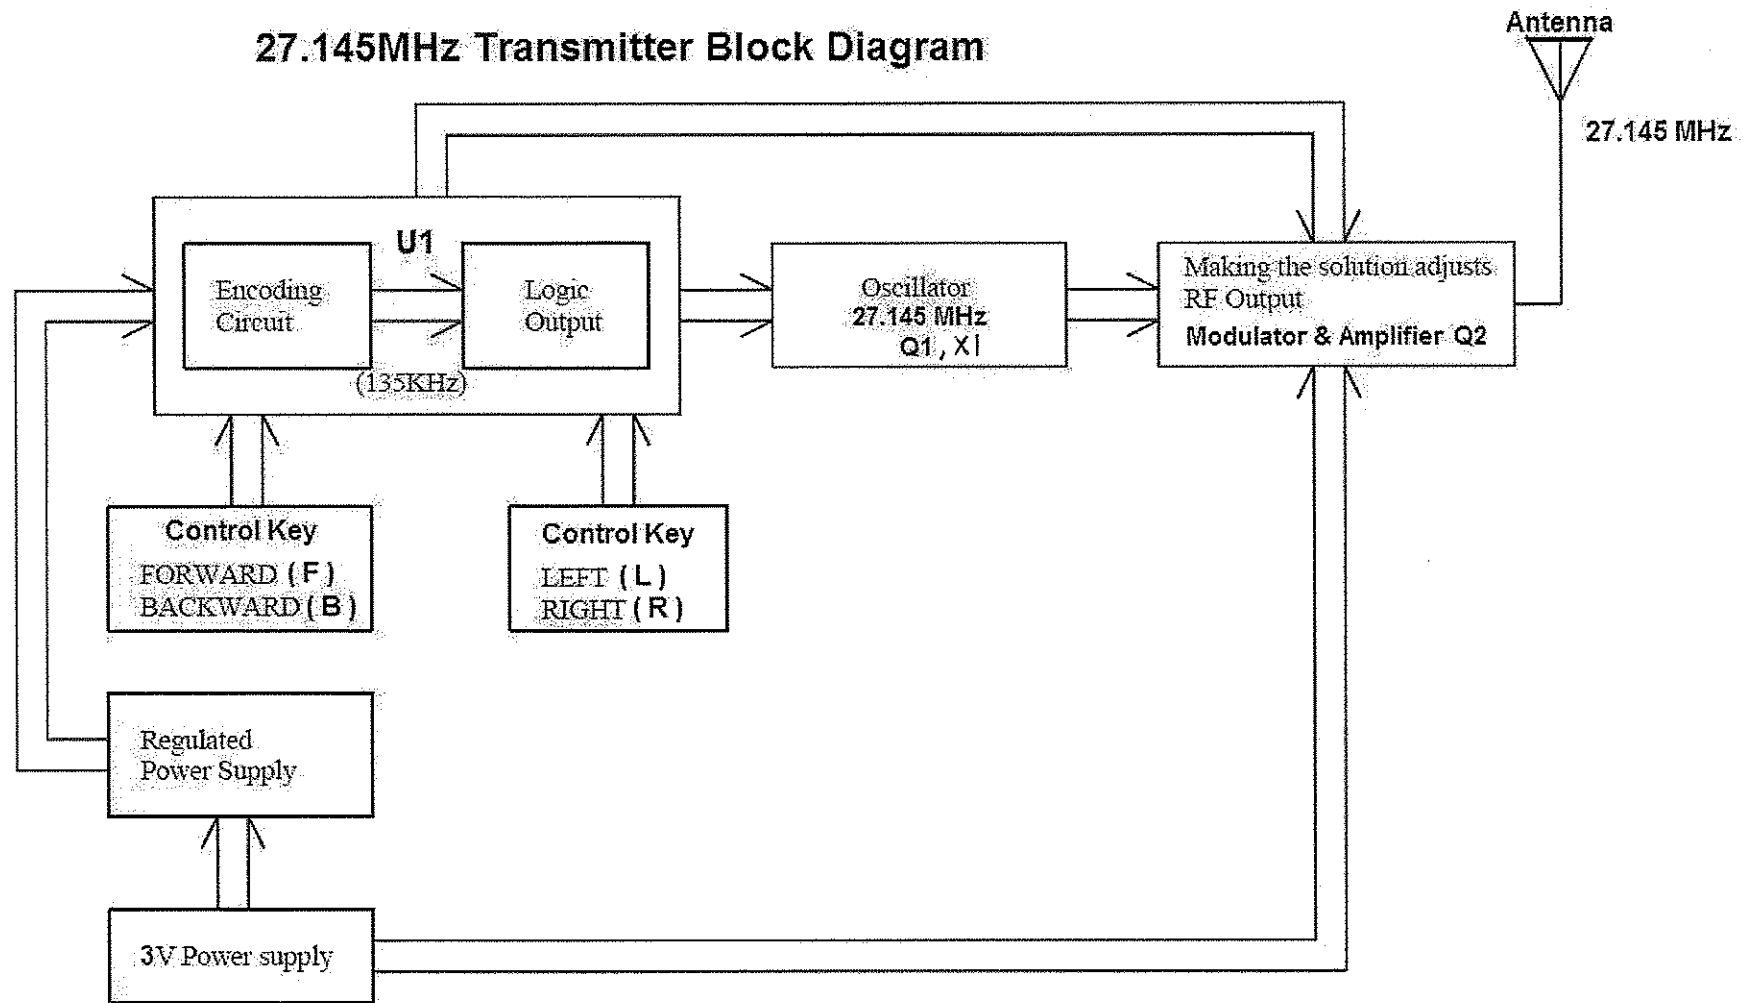 27.145MHz Transmitter Block Diagram
Antenna
27.145 MHz
U1
Encoding
Circuit
Logic
Output
(135KHz)
Oscillator
27.145 MHz
Q1, XI
Making the solution adjusts
RF Output
Modulator & Amplifier Q2
Control Key
FORWARD (F)
BACKWARD (B)
Control Key
LEFT (L)
RIGHT (R)
Regulated
Power Supply
3V Power supply